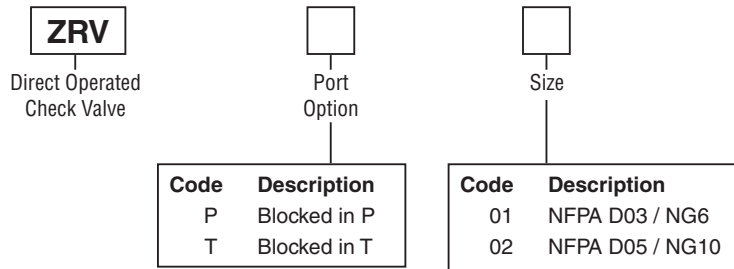 ZRV
Direct Operated
Check Valve
Port
Option
Size
Code Description
P Blocked in P
T Blocked in T
Code Description
01 NFPA D03 / NG6
02 NFPA D05 / NG10